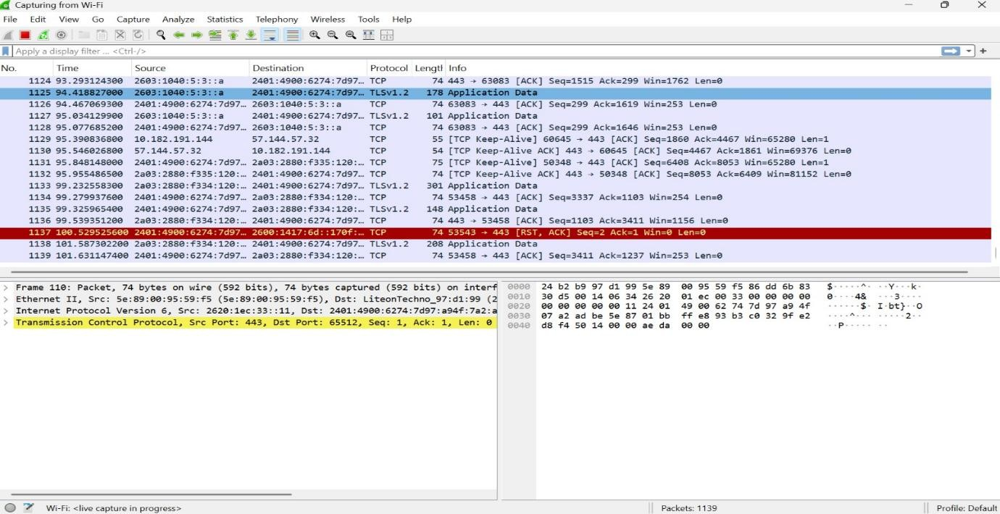 Capturing from Wi-Fi
File Edit View Go Capture Analyze Statistics Telephony Wireless Tools Help
Apply a display filter ... <Ctrl-/>
No. Time Source Destination Protocol Length Info
1124 93.293124300 2603:1040:5:3::a 2401:4900:6274:7d97… TCP 74 443 → 63083 [ACK] Seq=1515 Ack=299 Win=1762 Len=0
1125 94.418827000 2603:1040:5:3::a 2401:4900:6274:7d97… TLSv1.2 178 Application Data
1126 94.467069300 2401:4900:6274:7d97… 2603:1040:5:3::a TCP 74 63083 → 443 [ACK] Seq=299 Ack=1619 Win=253 Len=0
1127 95.034129900 2603:1040:5:3::a 2401:4900:6274:7d97… TLSv1.2 101 Application Data
1128 95.077685200 2401:4900:6274:7d97… 2603:1040:5:3::a TCP 74 63083 → 443 [ACK] Seq=299 Ack=1646 Win=253 Len=0
1129 95.390836800 10.182.191.144 57.144.57.32 TCP 55 [TCP Keep-Alive] 60645 → 443 [ACK] Seq=1860 Ack=4467 Win=65280 Len=1
1130 95.546026800 57.144.57.32 10.182.191.144 TCP 54 [TCP Keep-Alive ACK] 443 → 60645 [ACK] Seq=4467 Ack=1861 Win=69376 Len=0
1131 95.848148000 2401:4900:6274:7d97… 2a03:2880:f335:120:… TCP 75 [TCP Keep-Alive] 50348 → 443 [ACK] Seq=6408 Ack=8053 Win=65280 Len=1
1132 95.955486500 2a03:2880:f335:120:… 2401:4900:6274:7d97… TCP 74 [TCP Keep-Alive ACK] 443 → 50348 [ACK] Seq=8053 Ack=6409 Win=81152 Len=0
1133 99.232558300 2a03:2880:f334:120:… 2401:4900:6274:7d97… TLSv1.2 301 Application Data
1134 99.279937600 2401:4900:6274:7d97… 2a03:2880:f334:120:… TCP 74 53458 → 443 [ACK] Seq=3337 Ack=1103 Win=254 Len=0
1135 99.325965400 2401:4900:6274:7d97… 2a03:2880:f334:120:… TLSv1.2 148 Application Data
1136 99.539351200 2a03:2880:f334:120:… 2401:4900:6274:7d97… TCP 74 443 → 53458 [ACK] Seq=1103 Ack=3411 Win=1156 Len=0
1137 100.529525600 2401:4900:6274:7d97… 2600:1417:6d::170f:… TCP 74 53543 → 443 [RST, ACK] Seq=2 Ack=1 Win=0 Len=0
1138 101.587302200 2a03:2880:f334:120:… 2401:4900:6274:7d97… TLSv1.2 208 Application Data
1139 101.631147400 2401:4900:6274:7d97… 2a03:2880:f334:120:… TCP 74 53458 → 443 [ACK] Seq=3411 Ack=1237 Win=253 Len=0
Frame 110: Packet, 74 bytes on wire (592 bits), 74 bytes captured (592 bits) on interf
Ethernet II, Src: 5e:89:00:95:59:f5 (5e:89:00:95:59:f5), Dst: LiteonTechno_97:d1:99 (2
Internet Protocol Version 6, Src: 2620:1ec:33::11, Dst: 2401:4900:6274:7d97:a94f:7a2:a
Transmission Control Protocol, Src Port: 443, Dst Port: 65512, Seq: 1, Ack: 1, Len: 0
0000 24 b2 b9 97 d1 99 5e 89 00 95 59 f5 86 dd 6b 83 $·····^· ··Y···k·
0010 30 d5 00 14 06 34 26 20 01 ec 00 33 00 00 00 00 0····4& ···3····
0020 00 00 00 00 00 11 24 01 49 00 62 74 7d 97 a9 4f ······$· I·bt}··O
0030 07 a2 ad be 5e 87 01 bb ff e8 93 b3 c0 32 9f e2 ····^··· ·····2··
0040 d8 f4 50 14 00 00 ae da 00 00 ··P····· ··
Wi-Fi: <live capture in progress>
Packets: 1139
Profile: Default